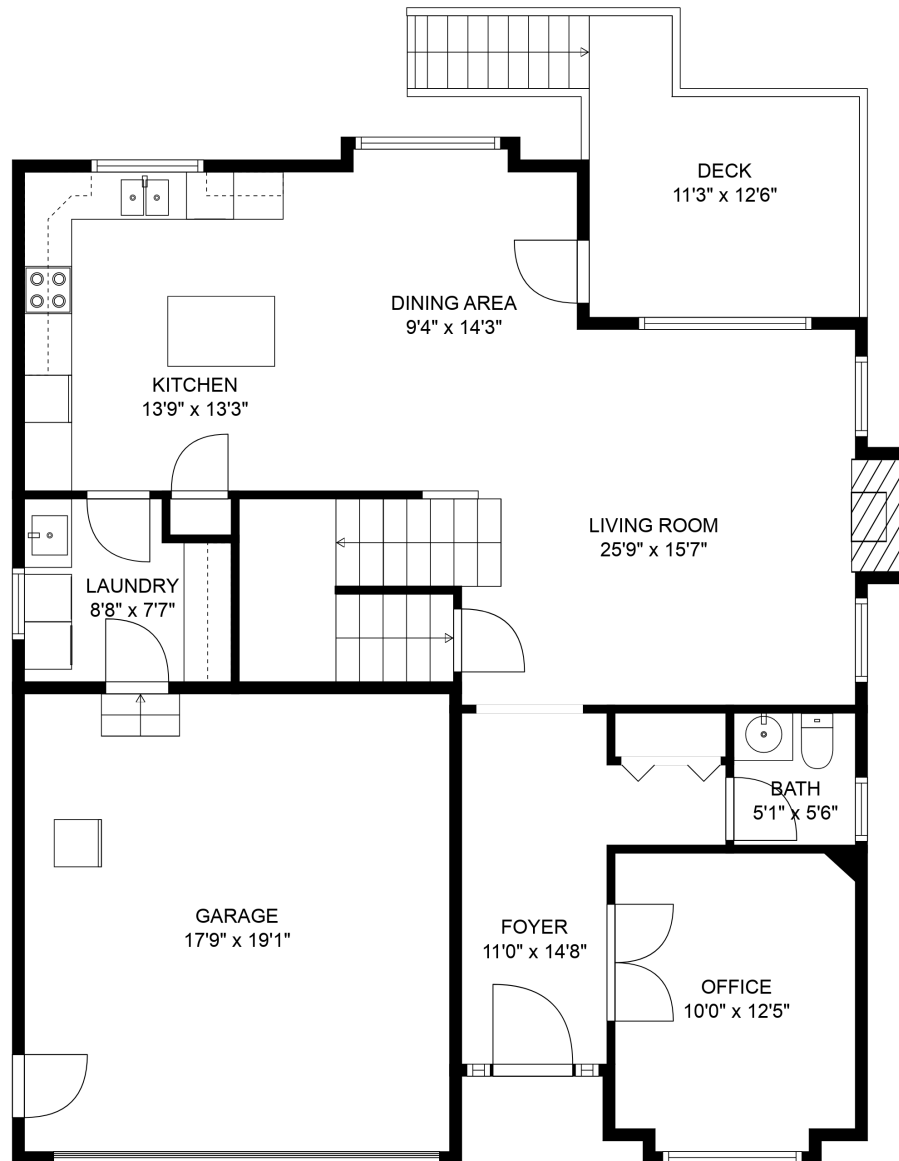 DECK
11'3" x 12'6"
DINING AREA
9'4" x 14'3"
KITCHEN
13'9" x 13'3"
LIVING ROOM
25'9" x 15'7"
LAUNDRY
8'8" x 7'7"
BATH
5'1" x 5'6"
GARAGE
17'9" x 19'1"
FOYER
11'0" x 14'8"
OFFICE
10'0" x 12'5"